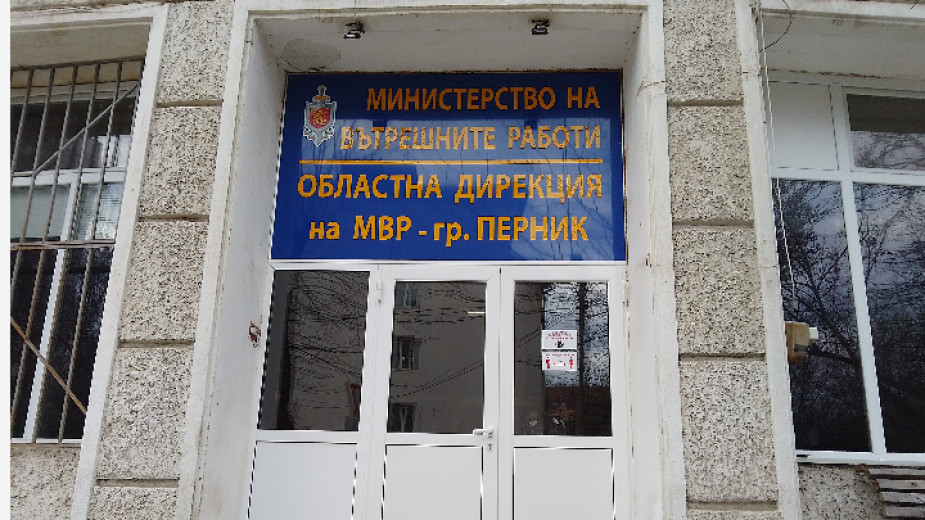 МИНИСТЕРСТВО НА
ВЪТРЕШНИТЕ РАБОТИ
ОБЛАСТНА ДИРЕКЦИЯ
на МВР - гр. ПЕРНИК